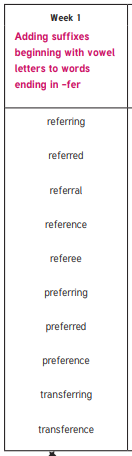 Week 1
Adding suffixes
beginning with vowel
letters to words
ending in –fer
referring
referred
referral
reference
referee
preferring
preferred
preference
transferring
transference